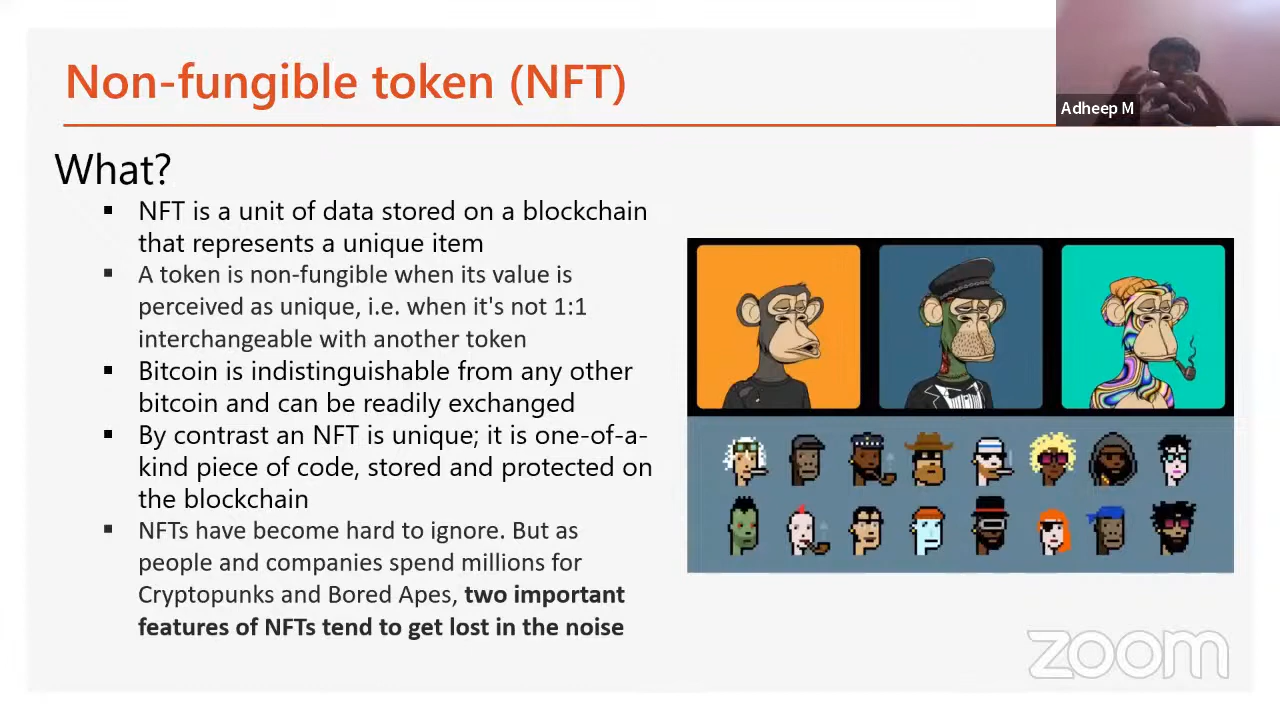 Non-fungible token (NFT)
Adheep M
What?
▪ NFT is a unit of data stored on a blockchain
that represents a unique item
▪ A token is non-fungible when its value is
perceived as unique, i.e. when it's not 1:1
interchangeable with another token
▪ Bitcoin is indistinguishable from any other
bitcoin and can be readily exchanged
▪ By contrast an NFT is unique; it is one-of-a-
kind piece of code, stored and protected on
the blockchain
▪ NFTs have become hard to ignore. But as
people and companies spend millions for
Cryptopunks and Bored Apes, two important
features of NFTs tend to get lost in the noise
zoom